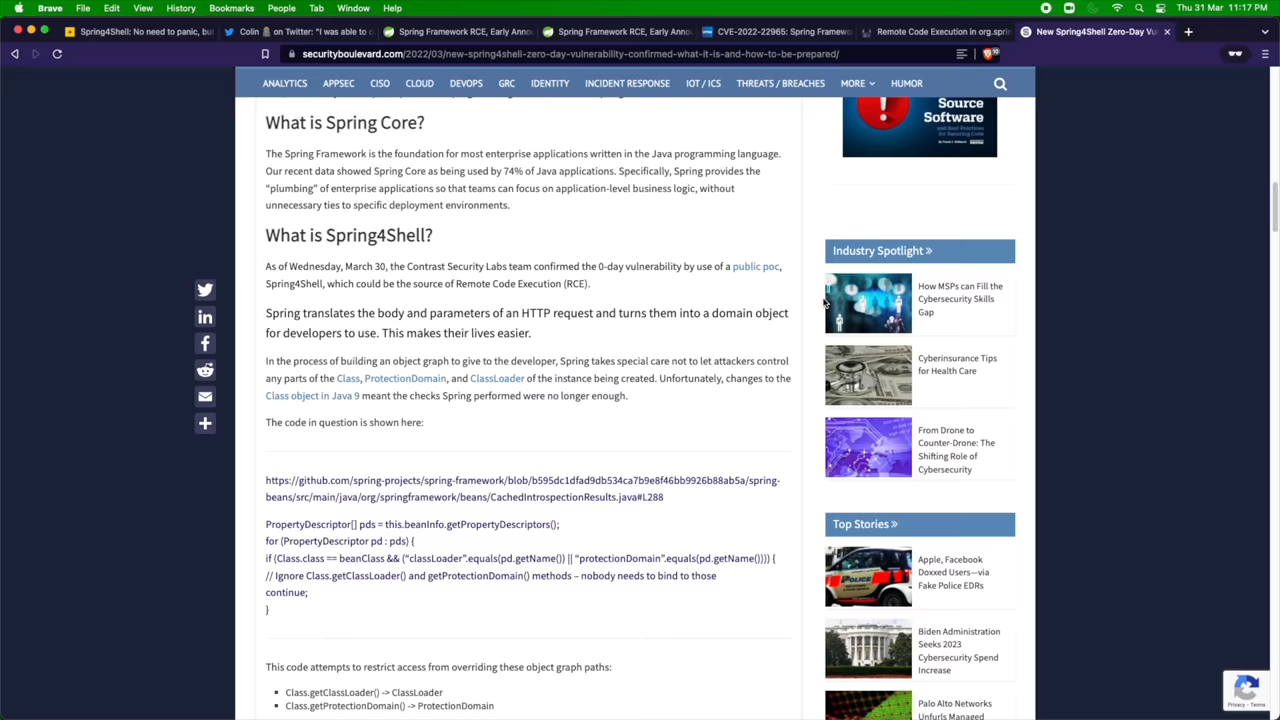 Brave File Edit View History Bookmarks Window Help
Thu 31 Mar 11:17 PM
Spring4Shell: No need to panic, bu
Colin on Twitter: "I was able to c
Spring Framework RCE, Early Anno
Spring Framework RCE, Early Anno
CVE-2022-22965: Spring Framew
Remote Code Execution in org.spri
New Spring4Shell Zero-Day Vul
securityboulevard.com/2022/03/new-spring4shell-zero-day-vulnerability-confirmed-what-it-is-and-how-to-be-prepared/
ANALYTICS APPSEC CISO CLOUD DEVOPS GRC IDENTITY INCIDENT RESPONSE IOT / ICS THREATS / BREACHES MORE HUMOR
What is Spring Core?
The Spring Framework is the foundation for most enterprise applications written in the Java programming language.
Our recent data showed Spring Core as being used by 74% of Java applications. Specifically, Spring provides the
“plumbing” of enterprise applications so that teams can focus on application-level business logic, without
unnecessary ties to specific deployment environments.
What is Spring4Shell?
As of Wednesday, March 30, the Contrast Security Labs team confirmed the 0-day vulnerability by use of a public poc,
Spring4Shell, which could be the source of Remote Code Execution (RCE).
Spring translates the body and parameters of an HTTP request and turns them into a domain object
for developers to use. This makes their lives easier.
In the process of building an object graph to give to the developer, Spring takes special care not to let attackers control
any parts of the Class, ProtectionDomain, and ClassLoader of the instance being created. Unfortunately, changes to the
Class object in Java 9 meant the checks Spring performed were no longer enough.
The code in question is shown here:
https://github.com/spring-projects/spring-framework/blob/b595dc1dfad9db534ca7b9e8f46bb9926b88ab5a/spring-
beans/src/main/java/org/springframework/beans/CachedIntrospectionResults.java#L288
PropertyDescriptor[] pds = this.beanInfo.getPropertyDescriptors();
for (PropertyDescriptor pd : pds) {
if (Class.class == beanClass && (“classLoader”.equals(pd.getName()) || “protectionDomain”.equals(pd.getName()))) {
// Ignore Class.getClassLoader() and getProtectionDomain() methods – nobody needs to bind to those
continue;
}
This code attempts to restrict access from overriding these object graph paths:
Class.getClassLoader() -> ClassLoader
Class.getProtectionDomain() -> ProtectionDomain
Source
Software
Industry Spotlight »
How MSPs can Fill the
Cybersecurity Skills
Gap
Cyberinsurance Tips
for Health Care
From Drone to
Counter-Drone: The
Shifting Role of
Cybersecurity
Top Stories »
Apple, Facebook
Doxxed Users—via
Fake Police EDRs
Biden Administration
Seeks 2023
Cybersecurity Spend
Increase
Palo Alto Networks
Unfurls Managed
Privacy - Terms